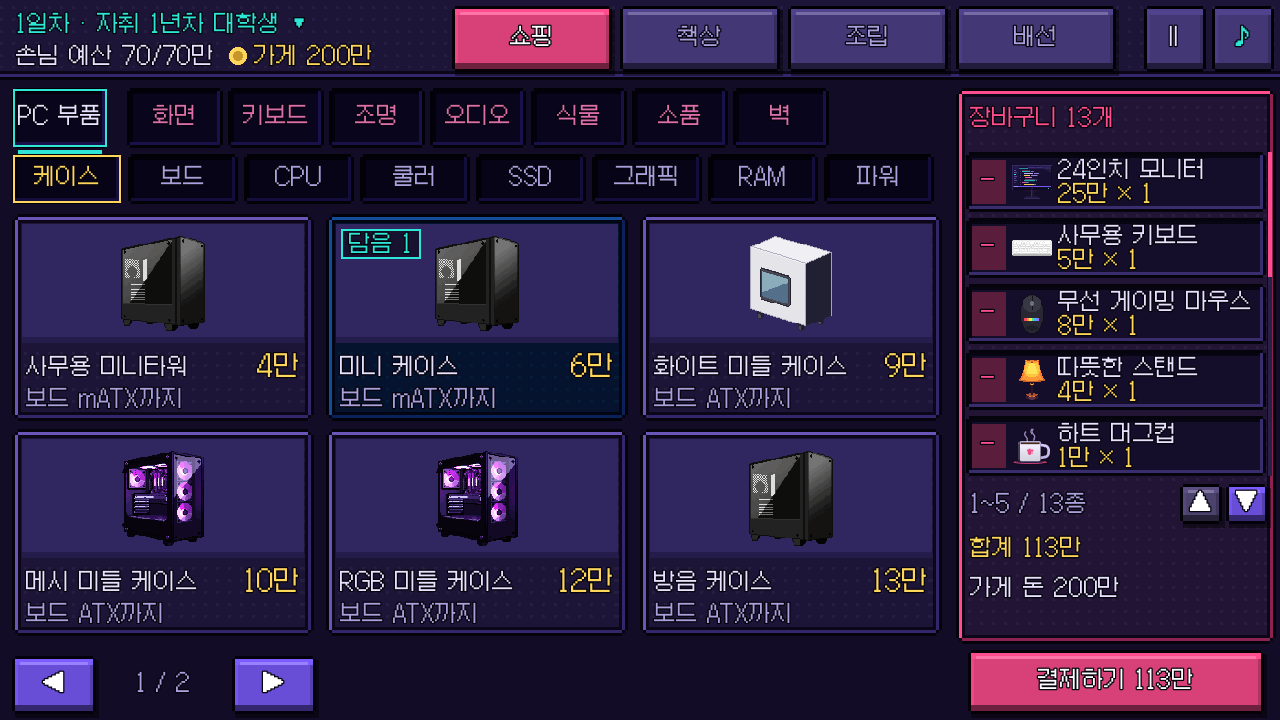 1일차 · 자취 1년차 대학생 ▼
손님 예산 70/70만 가게 200만
쇼핑
책상
조립
배선
PC 부품
화면
키보드
조명
오디오
식물
소품
벽
케이스
보드
CPU
쿨러
SSD
그래픽
RAM
파워
사무용 미니타워 4만
보드 mATX까지
담음 1
미니 케이스 6만
보드 mATX까지
화이트 미들 케이스 9만
보드 ATX까지
메시 미들 케이스 10만
보드 ATX까지
RGB 미들 케이스 12만
보드 ATX까지
방음 케이스 13만
보드 ATX까지
1 / 2
장바구니 13개
24인치 모니터
25만 × 1
사무용 키보드
5만 × 1
무선 게이밍 마우스
8만 × 1
따뜻한 스탠드
4만 × 1
하트 머그컵
1만 × 1
1~5 / 13종
합계 113만
가게 돈 200만
결제하기 113만